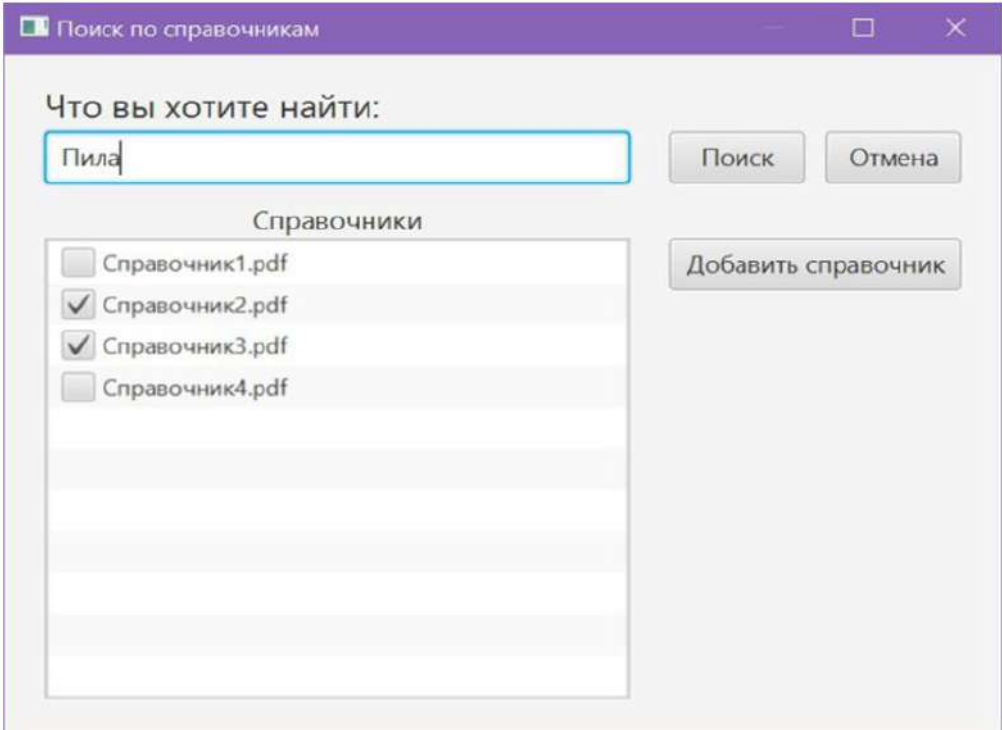 Поиск по справочникам
Что вы хотите найти:
Пила
Поиск
Отмена
Справочники
Добавить справочник
Справочник1.pdf
Справочник2.pdf
Справочник3.pdf
Справочник4.pdf